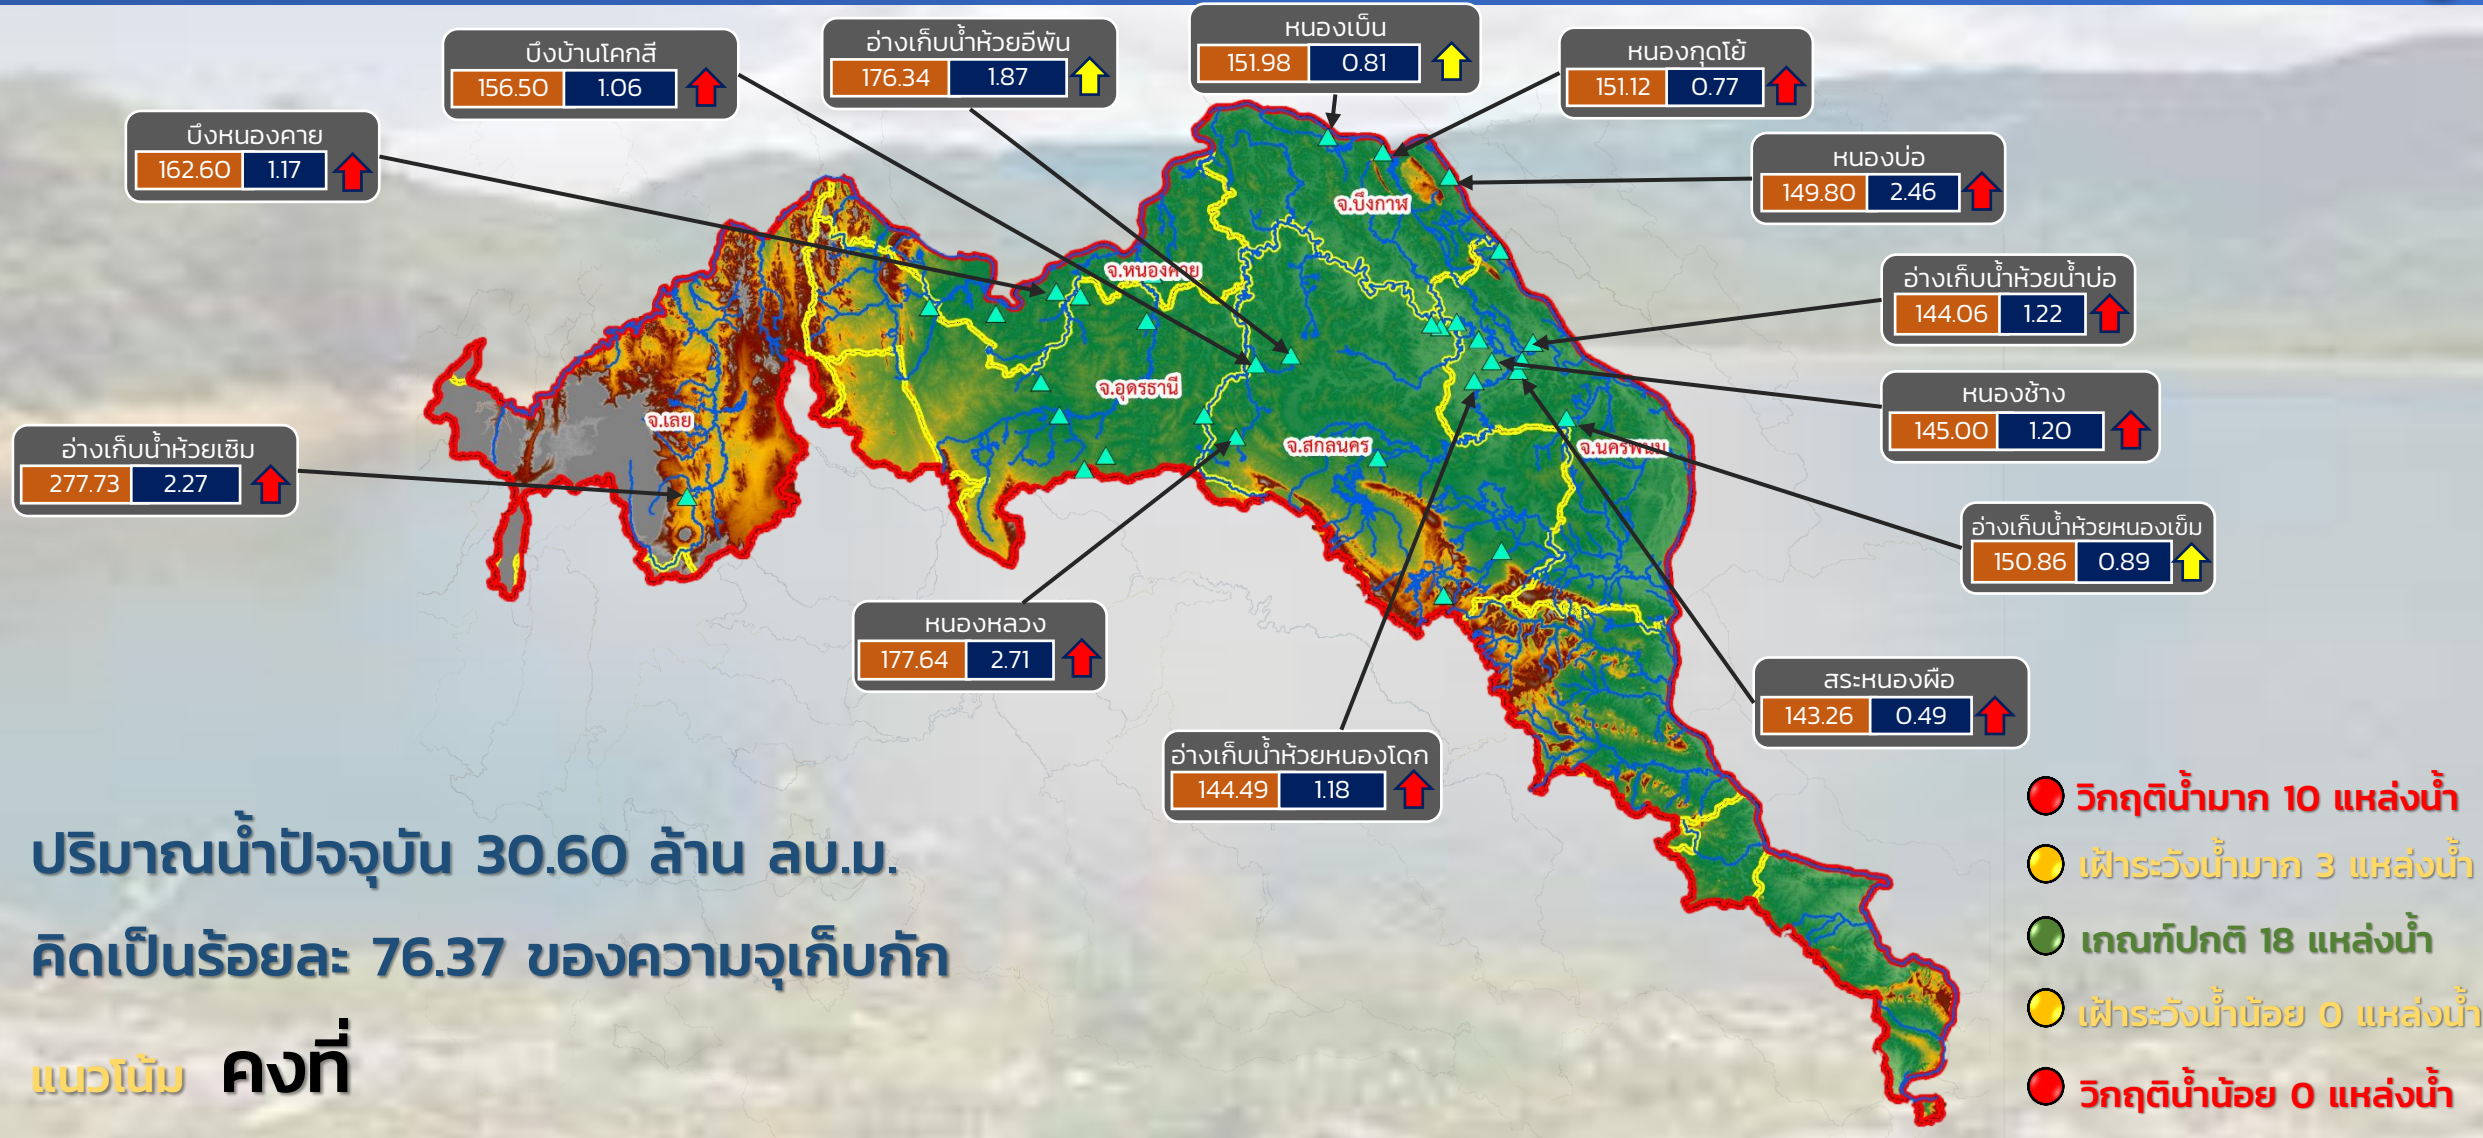 หนองเบ็น
151.98 0.81
อ่างเก็บน้ำห้วยอีพัน
176.34 1.87
บึงบ้านโคกสี
156.50 1.06
หนองกุดโย้
151.12 0.77
บึงหนองคาย
162.60 1.17
หนองบ่อ
149.80 2.46
อ่างเก็บน้ำห้วยน้ำบ่อ
144.06 1.22
หนองช้าง
145.00 1.20
อ่างเก็บน้ำห้วยเซิม
277.73 2.27
อ่างเก็บน้ำห้วยหนองเข็ม
150.86 0.89
หนองหลวง
177.64 2.71
สระหนองผือ
143.26 0.49
อ่างเก็บน้ำห้วยหนองโดก
144.49 1.18
จ.บึงกาฬ
จ.หนองคาย
จ.อุดรธานี
จ.เลย
จ.สกลนคร
จ.นครพนม
ปริมาณน้ำปัจจุบัน 30.60 ล้าน ลบ.ม.
คิดเป็นร้อยละ 76.37 ของความจุเก็บกัก
แนวโน้ม คงที่
วิกฤติน้ำมาก 10 แหล่งน้ำ
เฝ้าระวังน้ำมาก 3 แหล่งน้ำ
เกณฑ์ปกติ 18 แหล่งน้ำ
เฝ้าระวังน้ำน้อย 0 แหล่งน้ำ
วิกฤติน้ำน้อย 0 แหล่งน้ำ